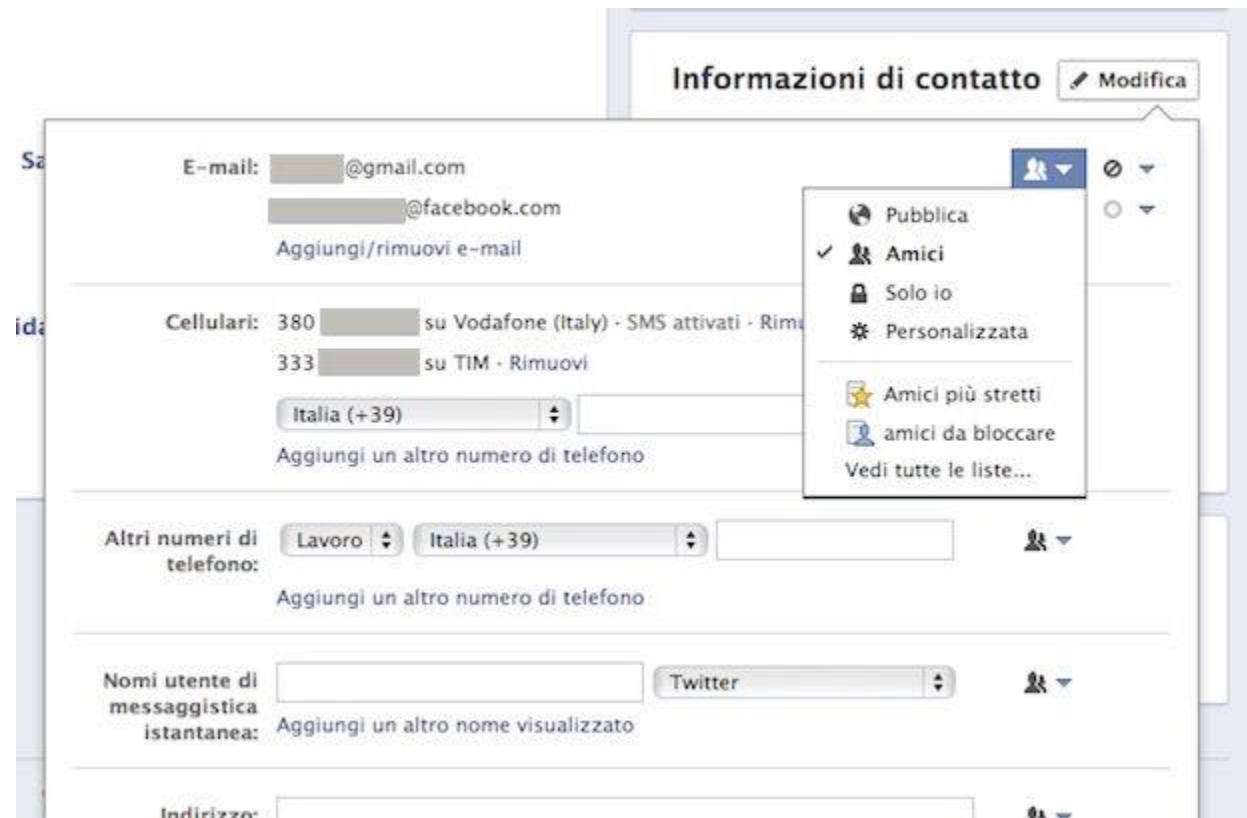 Informazioni di contatto
Modifica
Sa
E-mail:
@gmail.com
@facebook.com
Aggiungi/rimuovi e-mail
Pubblica
Amici
Solo io
Personalizzata
Amici più stretti
amici da bloccare
Vedi tutte le liste...
ida
Cellulari:
380 su Vodafone (Italy) · SMS attivati · Rimu
333 su TIM · Rimuovi
Italia (+39)
Aggiungi un altro numero di telefono
Altri numeri di
telefono:
Lavoro
Italia (+39)
Aggiungi un altro numero di telefono
Nomi utente di
messaggistica
istantanea:
Twitter
Aggiungi un altro nome visualizzato
Indirizzo: